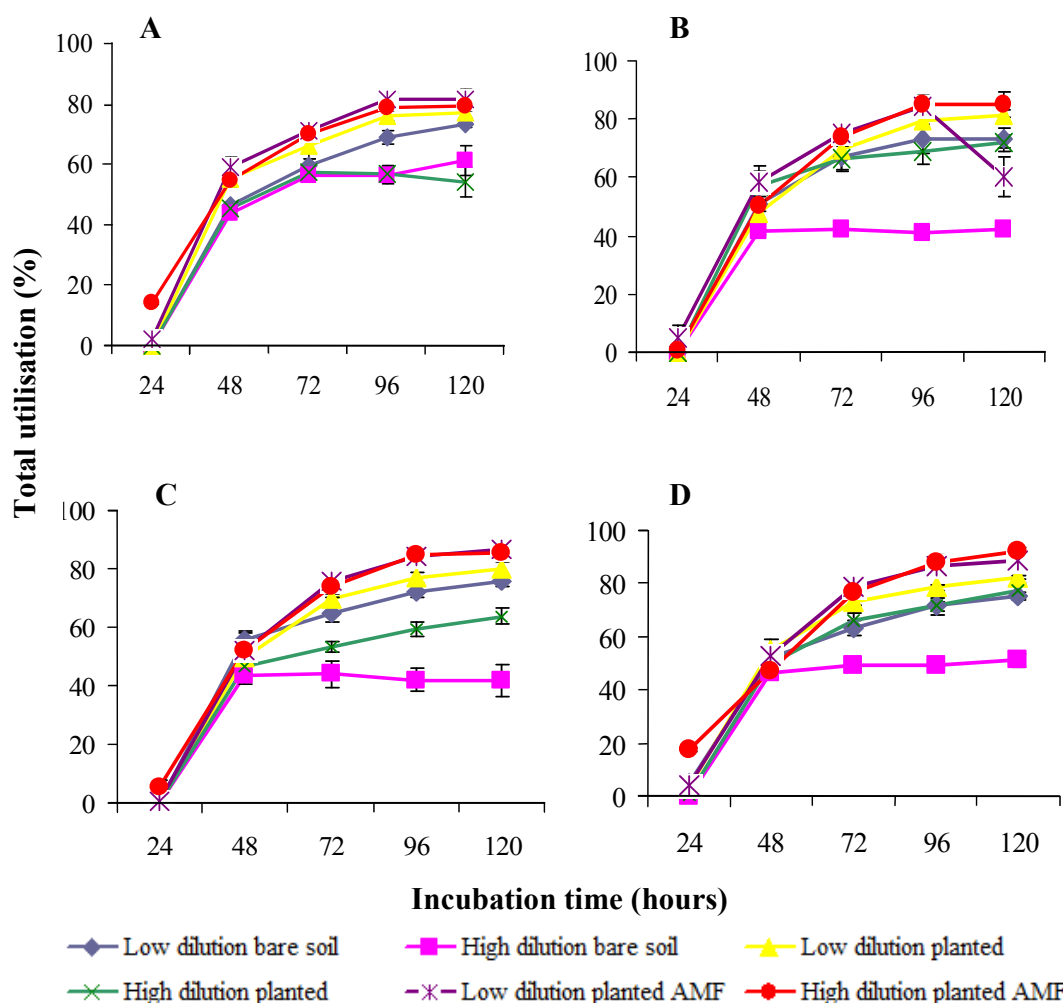 A
B
100
80
60
40
20
0
24 48 72 96 120
100
80
60
40
20
0
24 48 72 96 120
Total utilisation (%)
C
D
100
80
60
40
20
0
24 48 72 96 120
100
80
60
40
20
0
24 48 72 96 120
Incubation time (hours)
Low dilution bare soil High dilution bare soil Low dilution planted
High dilution planted Low dilution planted AMF High dilution planted AMF